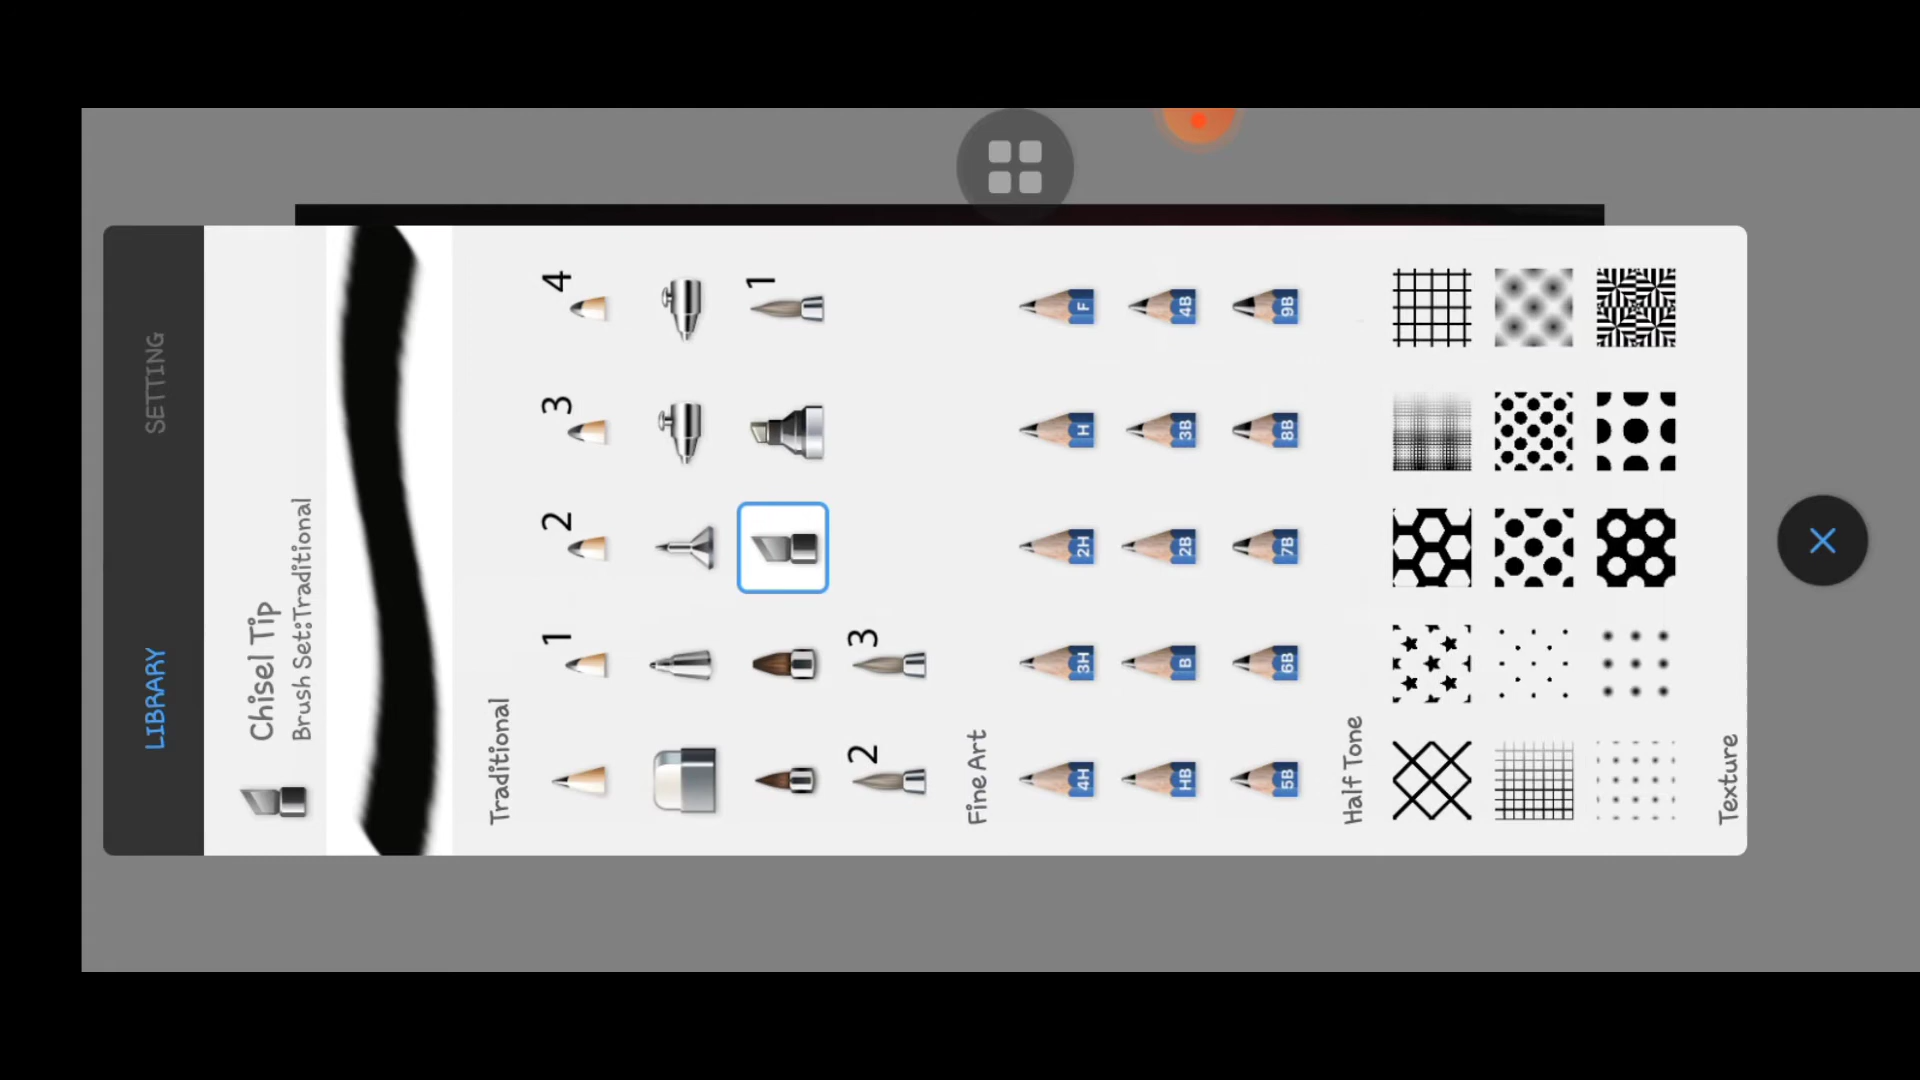 LIBRARY SETTING
Chisel Tip
Brush Set:Traditional
Traditional
1 2 3 4
1
2 3
Fine Art
4H 3H 2H H F
HB B 2B 3B 4B
5B 6B 7B 8B 9B
Half Tone
Texture